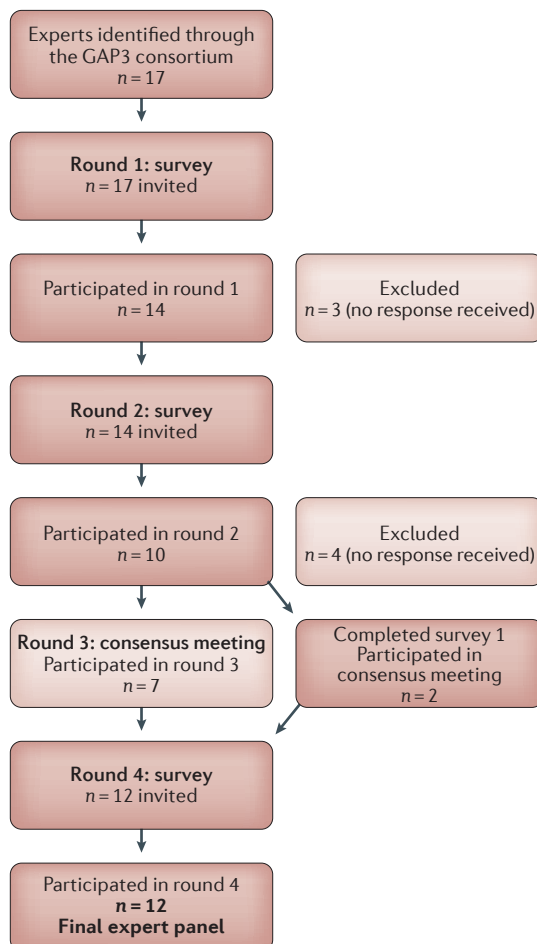 Experts identified through
the GAP3 consortium
n = 17
Round 1: survey
n = 17 invited
Participated in round 1
n = 14
Excluded
n = 3 (no response received)
Round 2: survey
n = 14 invited
Participated in round 2
n = 10
Excluded
n = 4 (no response received)
Round 3: consensus meeting
Participated in round 3
n = 7
Completed survey 1
Participated in
consensus meeting
n = 2
Round 4: survey
n = 12 invited
Participated in round 4
n = 12
Final expert panel